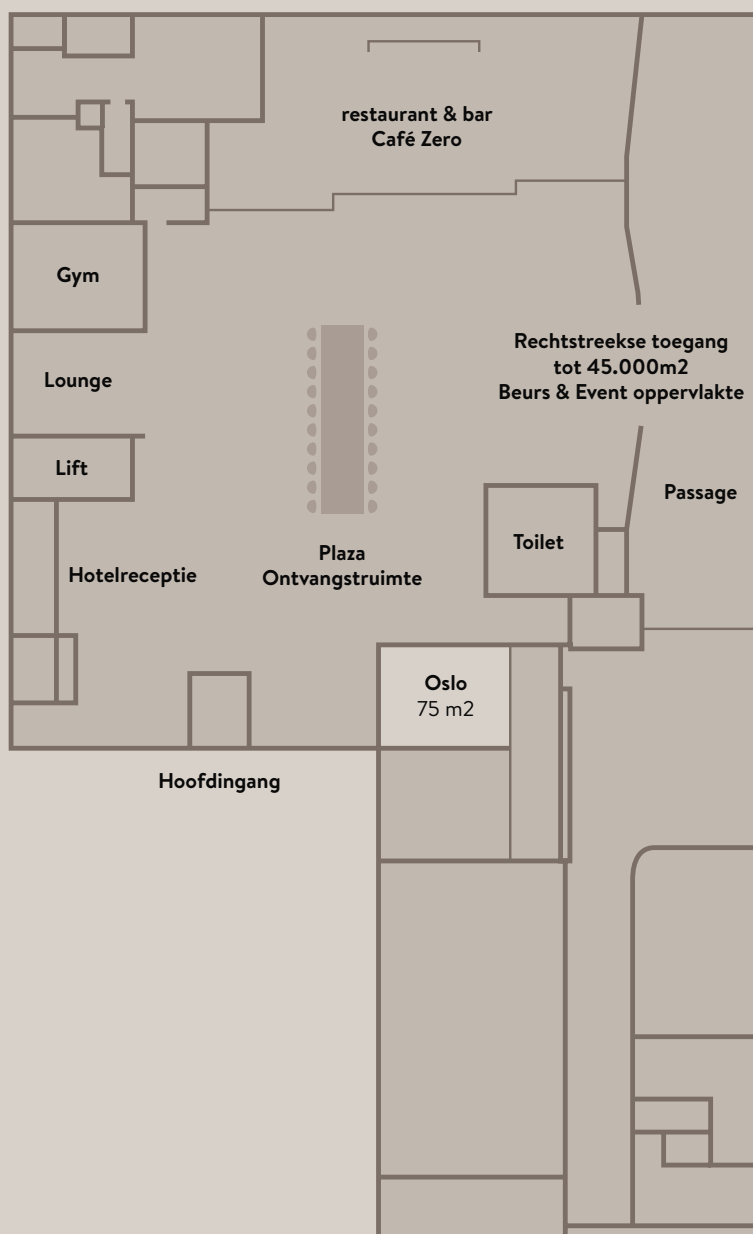 restaurant & bar
Café Zero
Gym
Rechtstreekse toegang
tot 45.000m2
Beurs & Event oppervlakte
Lounge
Lift
Passage
Toilet
Plaza
Ontvangstruimte
Hotelreceptie
Oslo
75 m2
Hoofdingang